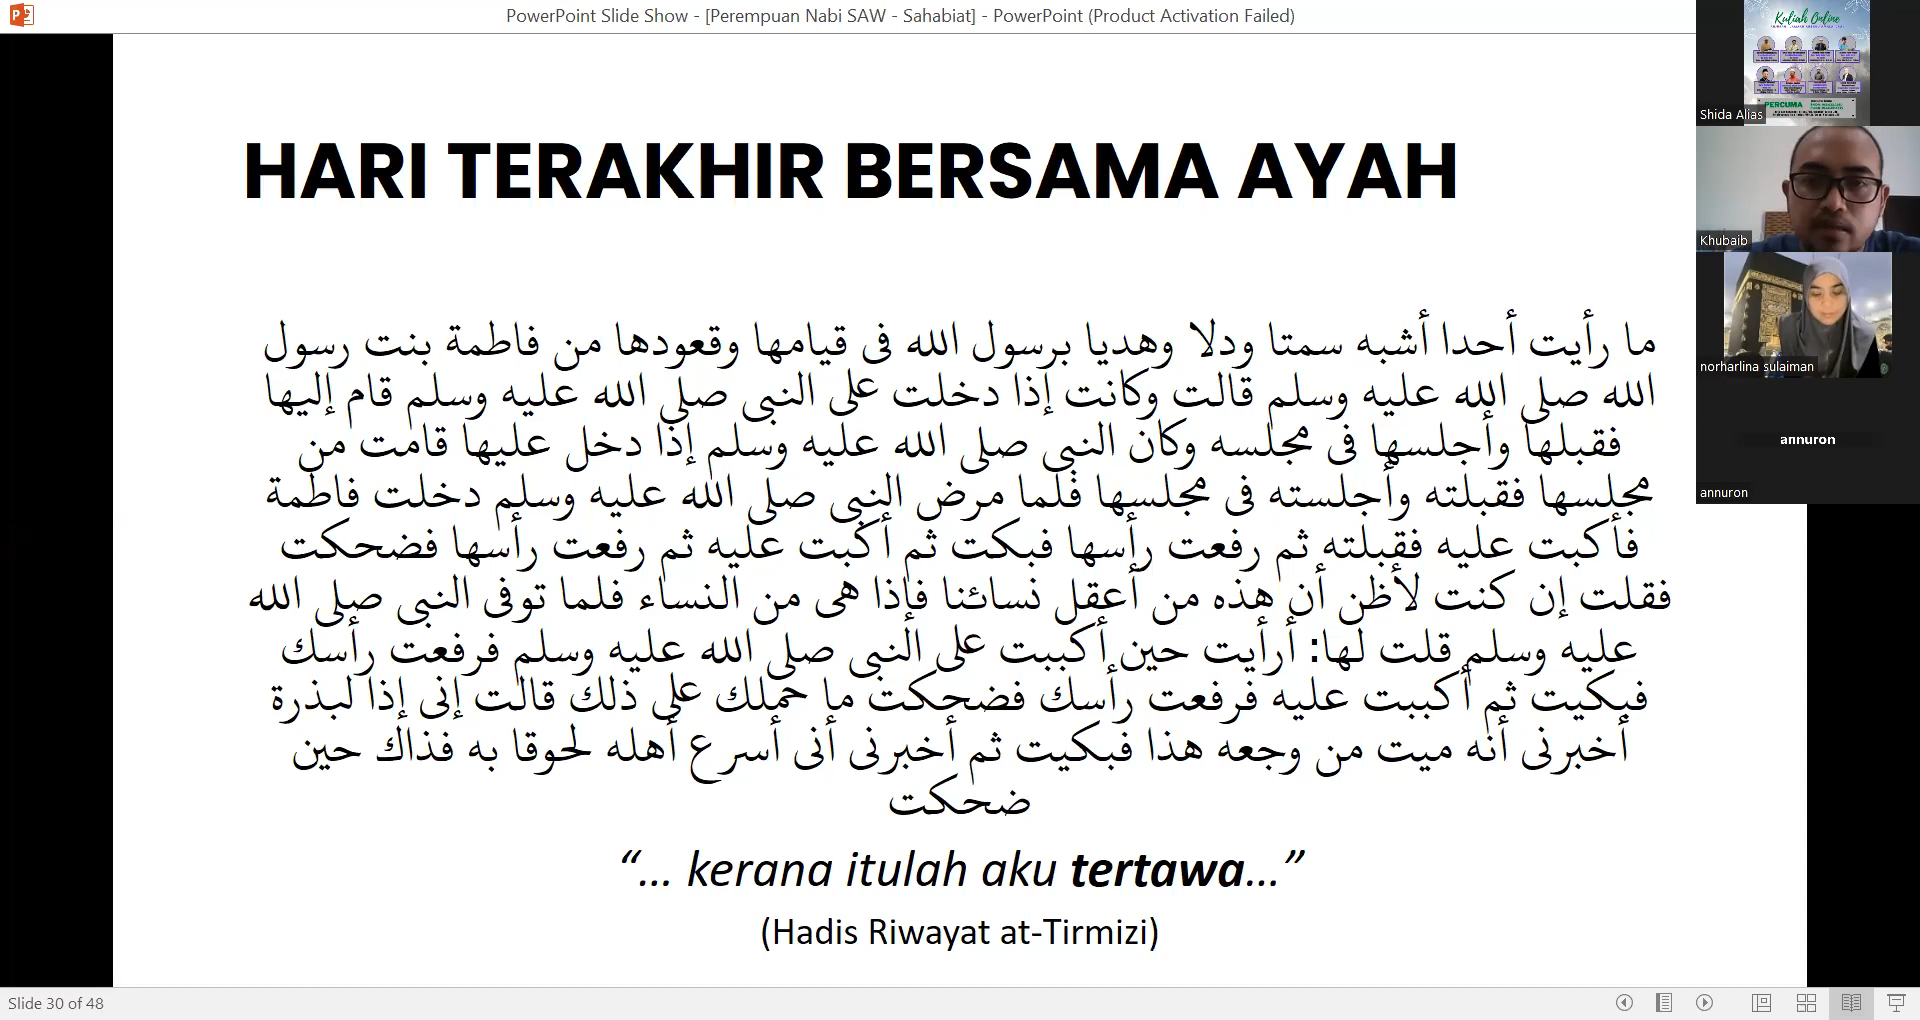 PowerPoint Slide Show - [Perempuan Nabi SAW - Sahabiat] - PowerPoint (Product Activation Failed)
HARI TERAKHIR BERSAMA AYAH
ما رأيت أحدا أشبه سمتا ودلا وهديا برسول الله فى قيامها وقعودها من فاطمة بنت رسول
الله صلى الله عليه وسلم قالت وكانت إذا دخلت على النبى صلى الله عليه وسلم قام إليها
فقبلها وأجلسها فى مجلسه وكان النبى صلى الله عليه وسلم إذا دخل عليها قامت من
مجلسها فقبلته وأجلسته فى مجلسها فلما مرض النبى صلى الله عليه وسلم دخلت فاطمة
فأكبت عليه فقبلته ثم رفعت رأسها فبكت ثم أكبت عليه ثم رفعت رأسها فضحكت
فقلت إن كنت لأظن أن هذه من أعقل نسائنا فإذا هى من النساء فلما توفى النبى صلى الله
عليه وسلم قلت لها: أرأيت حين أكببت على النبى صلى الله عليه وسلم فرفعت رأسك
فبكيت ثم أكببت عليه فرفعت رأسك فضحكت ما حملك على ذلك قالت إنى إذا لبذرة
أخبرنى أنه ميت من وجعه هذا فبكيت ثم أخبرنى أنى أسرع أهله لحوقا به فذاك حين
ضحكت
“... kerana itulah aku tertawa...”
(Hadis Riwayat at-Tirmizi)
Kuliah Online
PERCUMA
Shida Alias
Khubaib
norharlina sulaiman
annuron
annuron
Slide 30 of 48